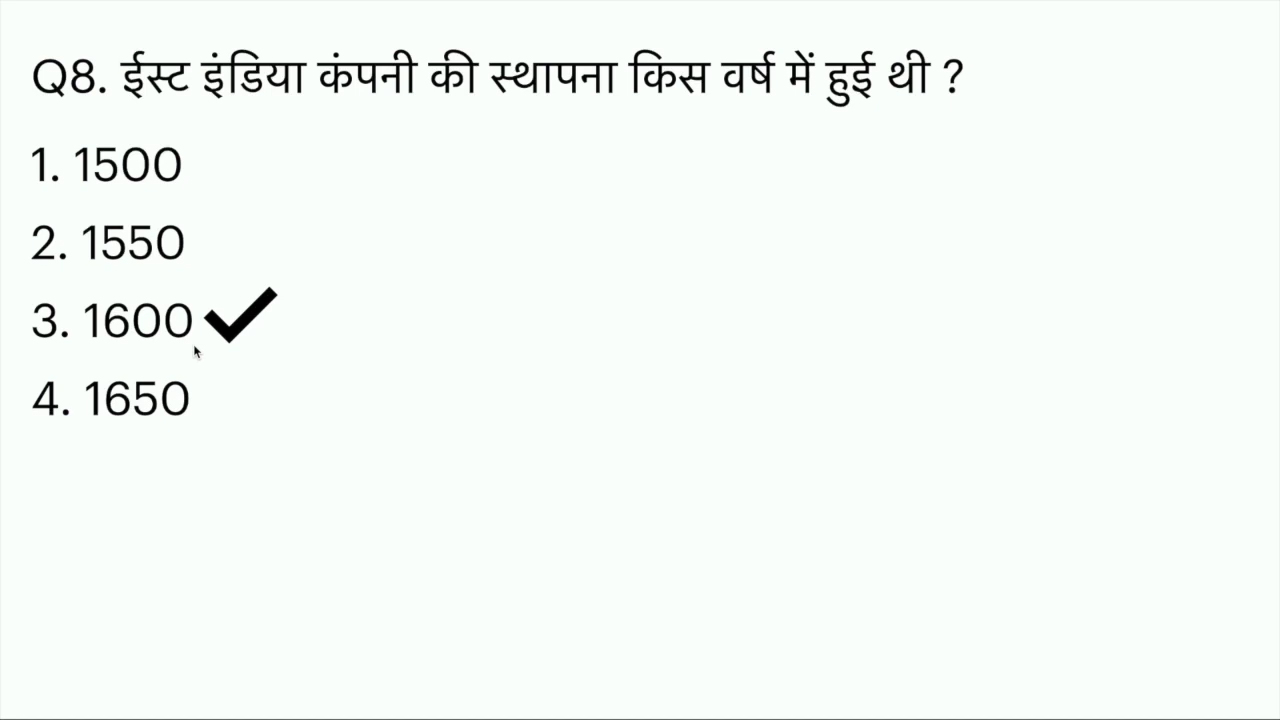 Q8. ईस्ट इंडिया कंपनी की स्थापना किस वर्ष में हुई थी ?
1. 1500
2. 1550
3. 1600
4. 1650